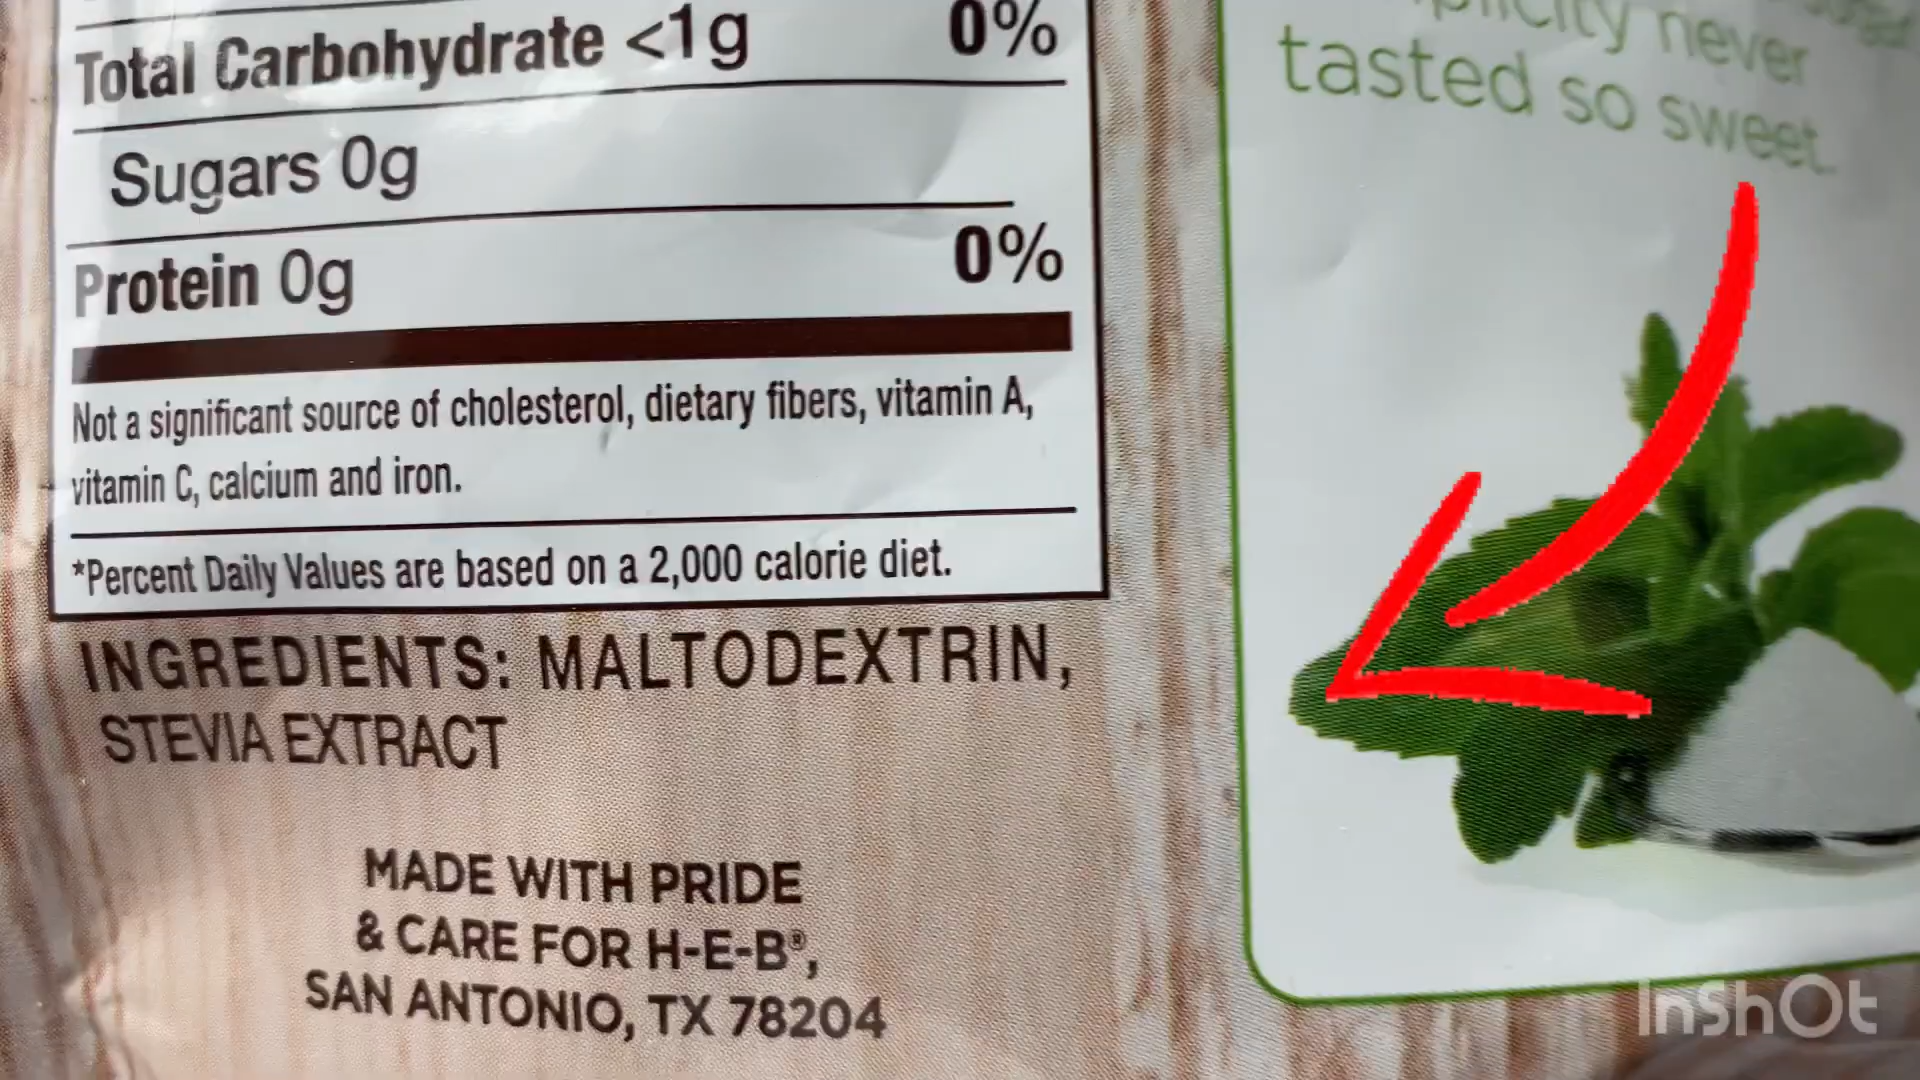 Total Carbohydrate <1g 0%
Sugars 0g
Protein 0g 0%
Not a significant source of cholesterol, dietary fibers, vitamin A,
vitamin C, calcium and iron.
*Percent Daily Values are based on a 2,000 calorie diet.
INGREDIENTS: MALTODEXTRIN,
STEVIA EXTRACT
MADE WITH PRIDE
& CARE FOR H-E-B®,
SAN ANTONIO, TX 78204
never
tasted so sweet.
InShOt